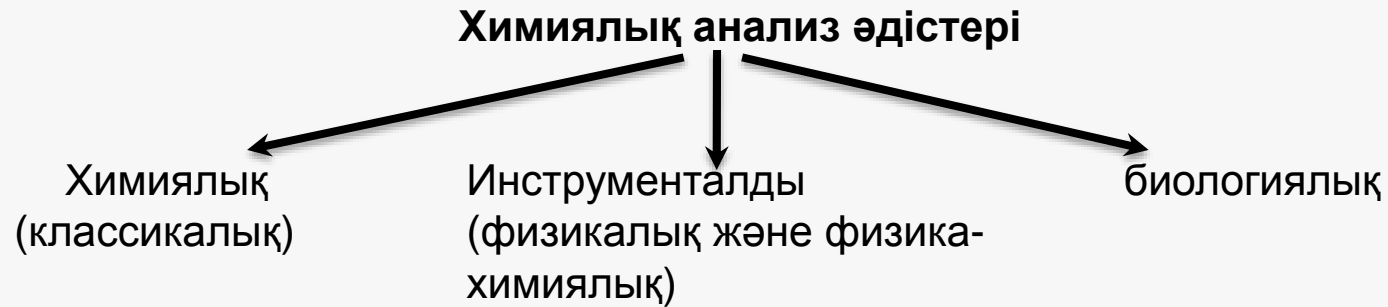 Химиялық анализ әдістері
Химиялық
(классикалық)
Инструменталды
(физикалық және физика-
химиялық)
биологиялық